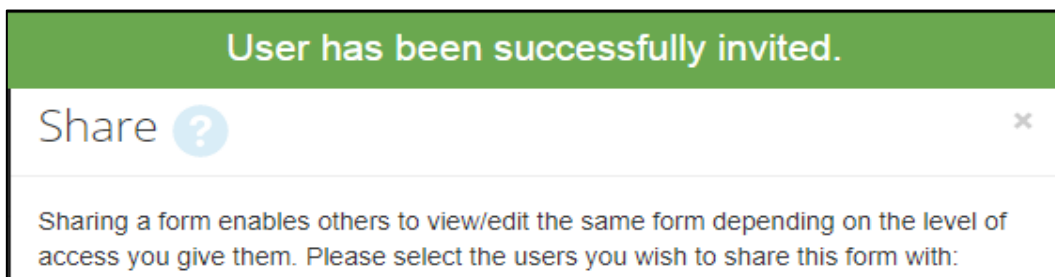 User has been successfully invited.
Share ?
×
Sharing a form enables others to view/edit the same form depending on the level of
access you give them. Please select the users you wish to share this form with: